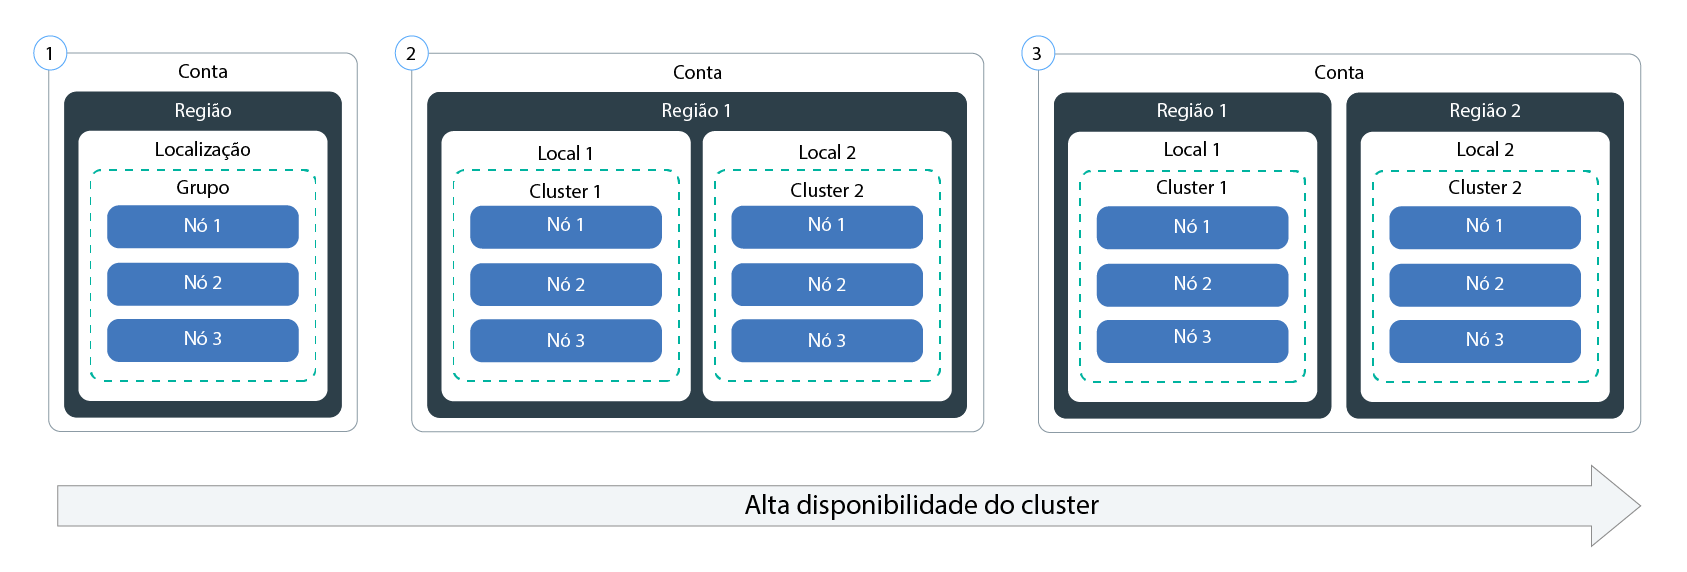 1
Conta
Região
Localização
Grupo
Nó 1
Nó 2
Nó 3
2
Conta
Região 1
Local 1
Cluster 1
Nó 1
Nó 2
Nó 3
Local 2
Cluster 2
Nó 1
Nó 2
Nó 3
3
Conta
Região 1
Local 1
Cluster 1
Nó 1
Nó 2
Nó 3
Região 2
Local 2
Cluster 2
Nó 1
Nó 2
Nó 3
Alta disponibilidade do cluster